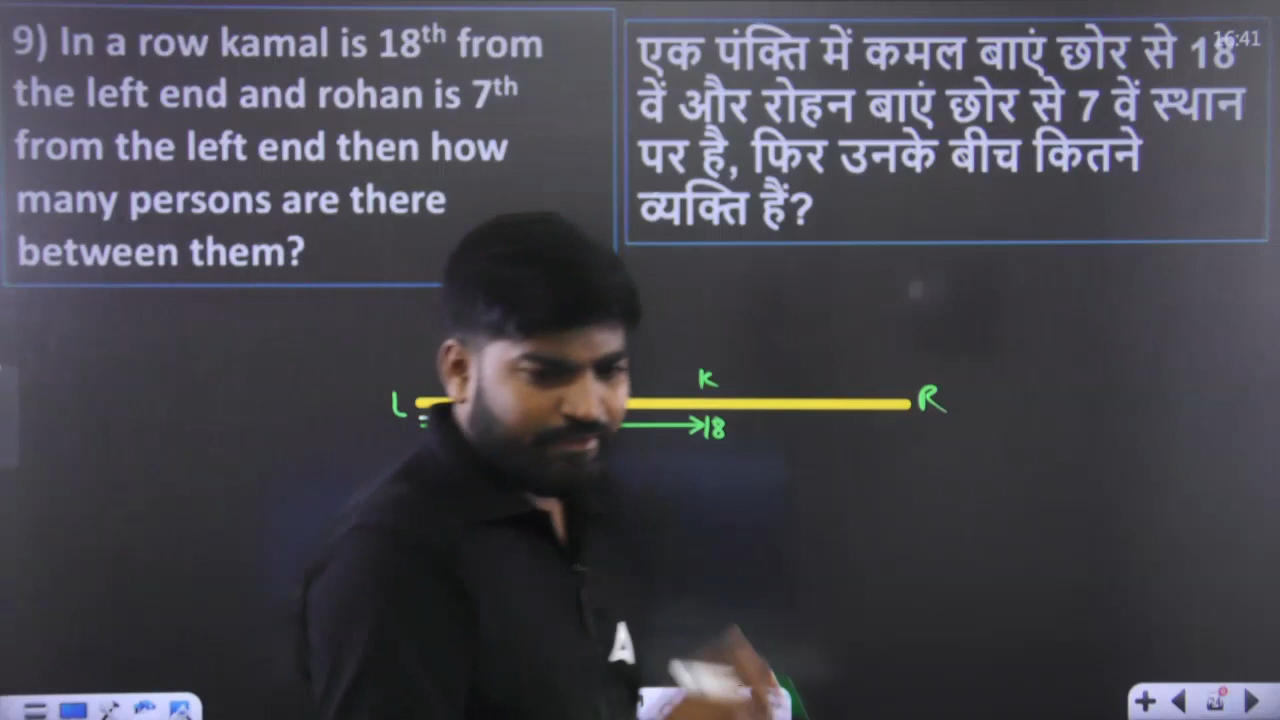 9) In a row kamal is 18th from
the left end and rohan is 7th
from the left end then how
many persons are there
between them?
16:41
एक पंक्ति में कमल बाएं छोर से 18
वें और रोहन बाएं छोर से 7 वें स्थान
पर है, फिर उनके बीच कितने
व्यक्ति हैं?
K
L R
18
A